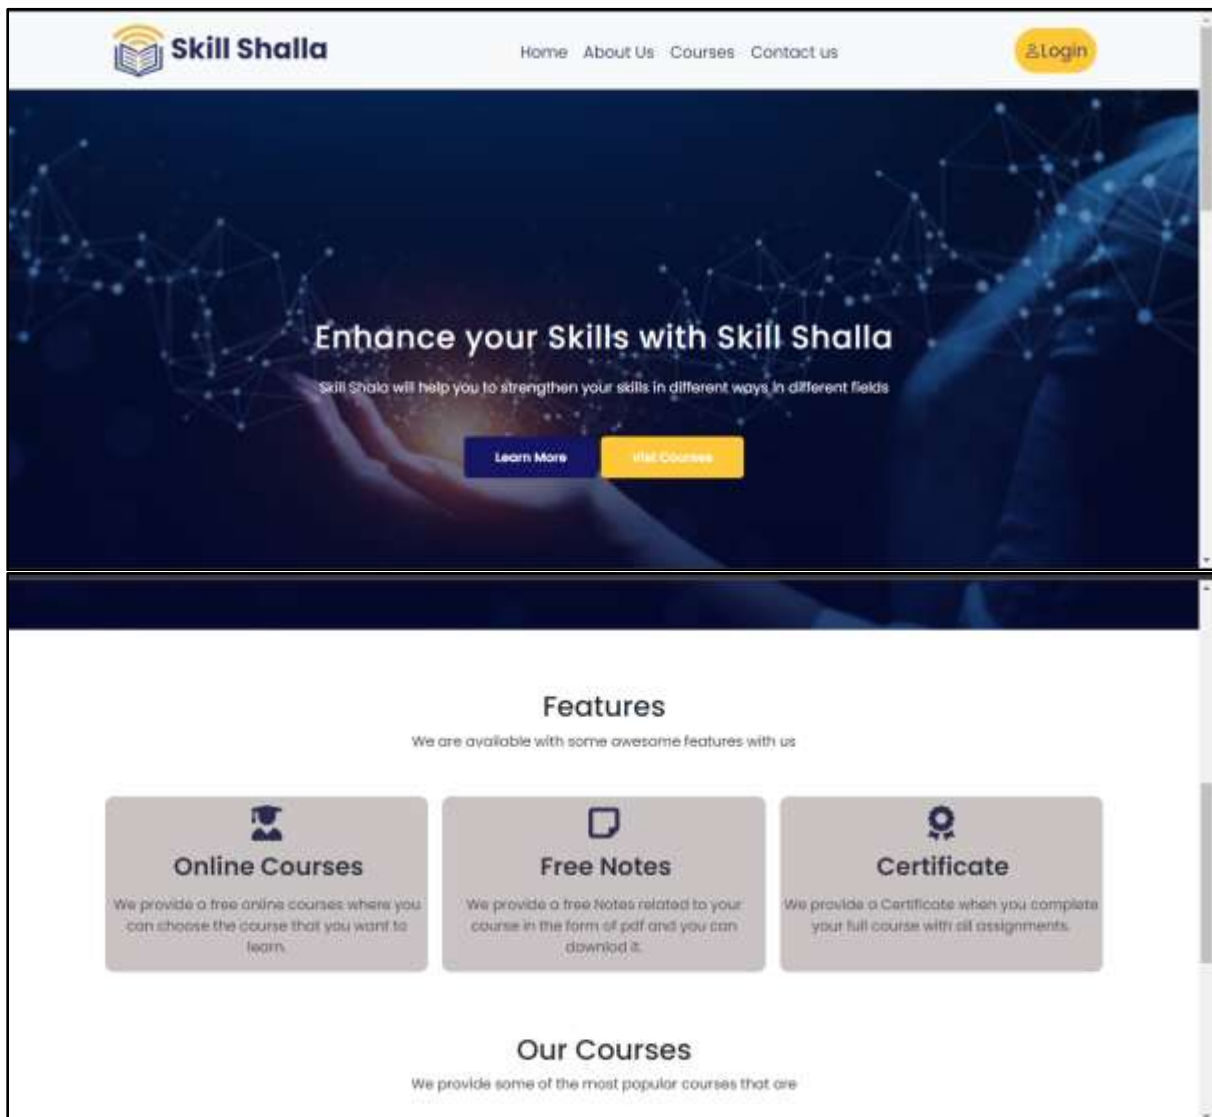 Skill Shalla
Home About Us Courses Contact us
Login
Enhance your Skills with Skill Shalla
Skill Shala will help you to strengthen your skills in different ways in different fields
Learn More
Visit Courses
Features
We are available with some awesome features with us
Online Courses
We provide a free online courses where you
can choose the course that you want to
learn.
Free Notes
We provide a free Notes related to your
course in the form of pdf and you can
downlod it.
Certificate
We provide a Certificate when you complete
your full course with all assignments.
Our Courses
We provide some of the most popular courses that are